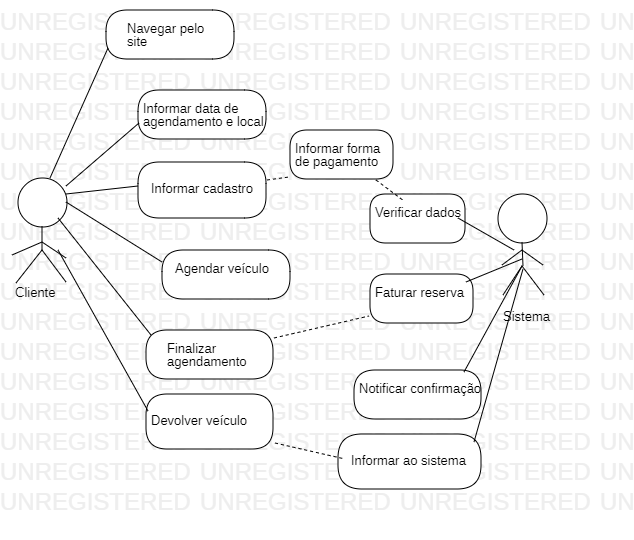 Navegar pelo
site
Informar data de
agendamento e local
Informar forma
de pagamento
Informar cadastro
Verificar dados
Agendar veículo
Faturar reserva
Cliente
Sistema
Finalizar
agendamento
Notificar confirmação
Devolver veículo
Informar ao sistema
UNREGISTERED UNREGISTERED UNREGISTERED UN